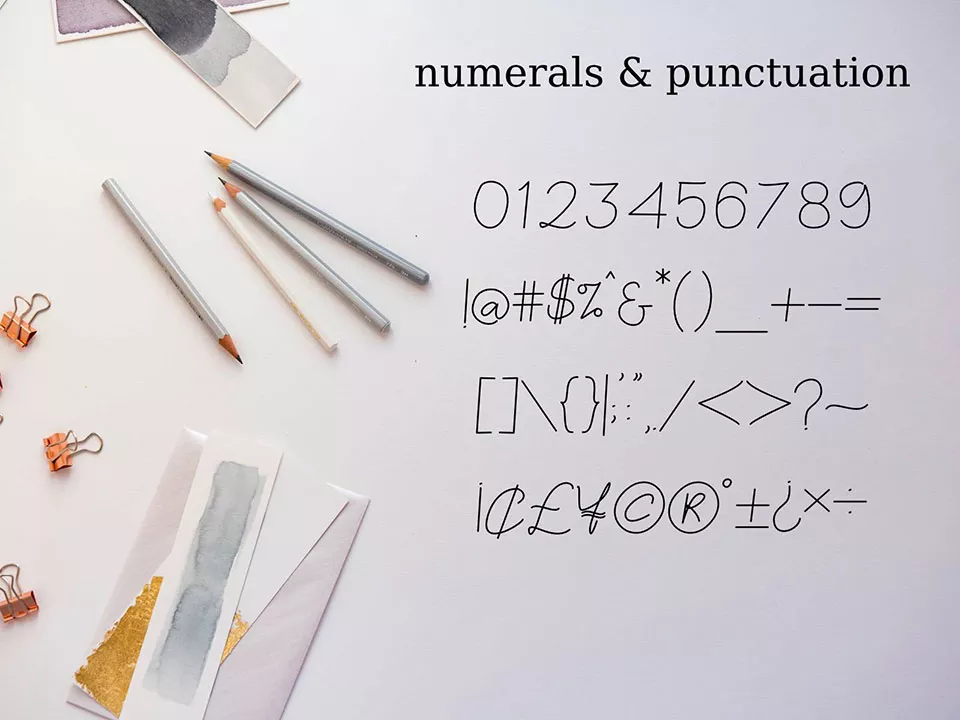 numerals & punctuation
0123456789
!@#$%^&*()_+-=
[]\{}|;':",./<>?~
¡¢£¥©®°±¿×÷